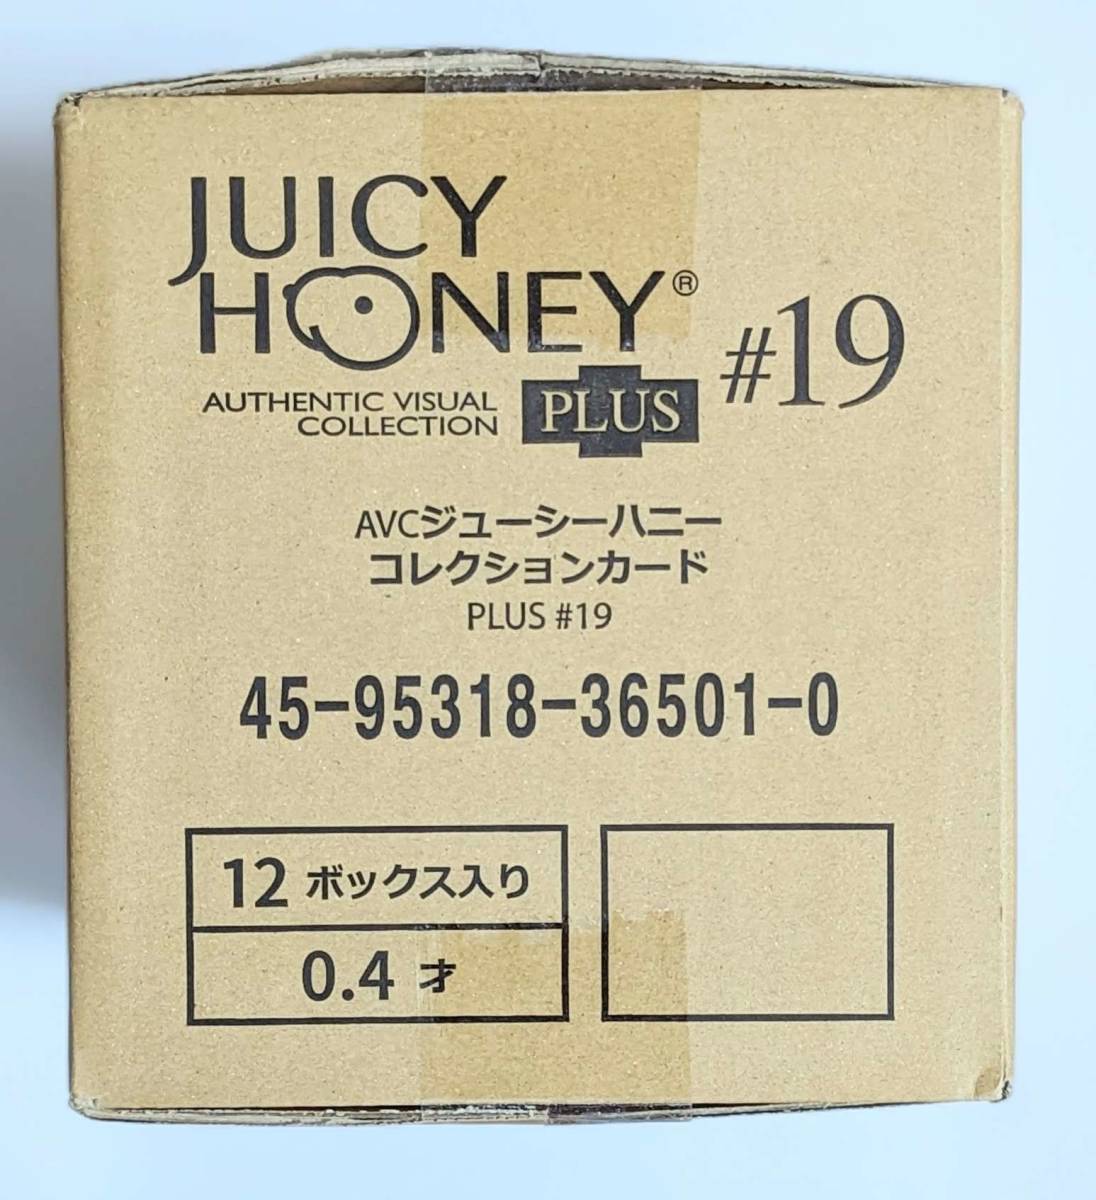 JUICY
HONEY®
#19
AUTHENTIC VISUAL
COLLECTION
PLUS
AVCジューシーハニー
コレクションカード
PLUS #19
45-95318-36501-0
12 ボックス入り
0.4 才